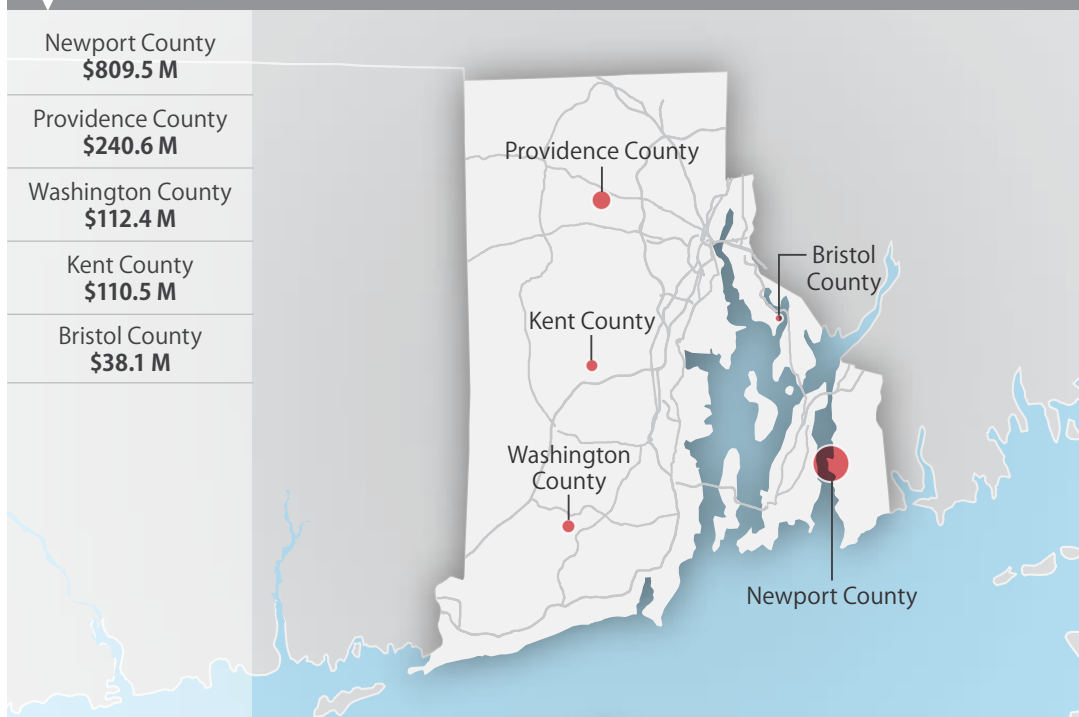 Newport County
$809.5 M
Providence County
$240.6 M
Washington County
$112.4 M
Kent County
$110.5 M
Bristol County
$38.1 M
Providence County
Bristol
County
Kent County
Washington
County
Newport County